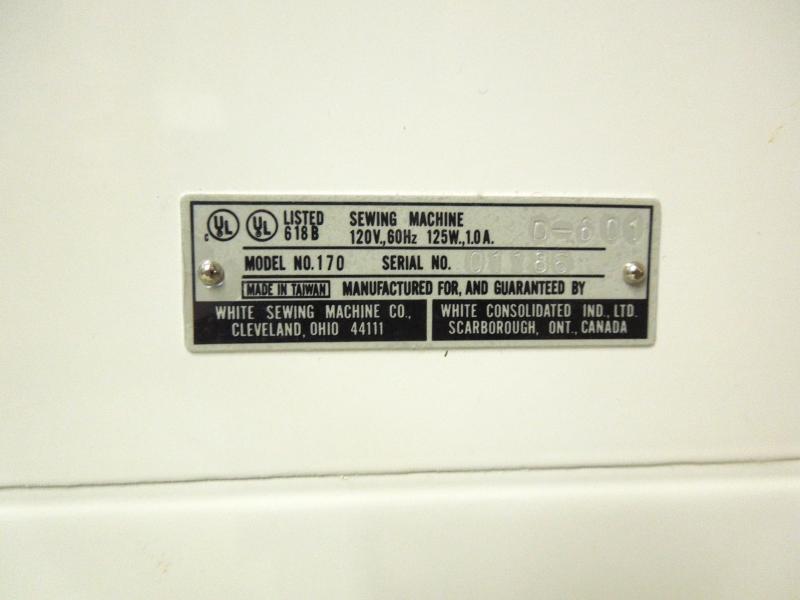 c UL UL LISTED SEWING MACHINE D-601
618B 120V.,60Hz 125W.,1.0A.
MODEL NO.170 SERIAL NO. 01186
MADE IN TAIWAN MANUFACTURED FOR, AND GUARANTEED BY
WHITE SEWING MACHINE CO., WHITE CONSOLIDATED IND., LTD.
CLEVELAND, OHIO 44111 SCARBOROUGH, ONT., CANADA